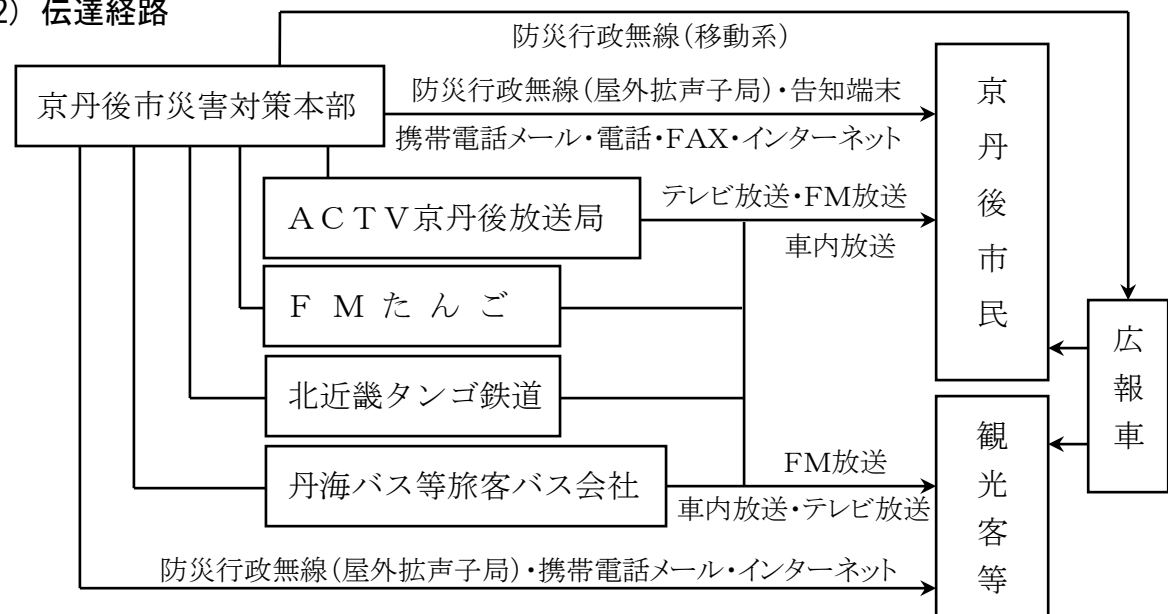 2) 伝達経路
防災行政無線(移動系)
京丹後市災害対策本部
防災行政無線(屋外拡声子局)・告知端末
携帯電話メール・電話・FAX・インターネット
京丹後市民
ACTV京丹後放送局
テレビ放送・FM放送
車内放送
FMたんご
広報車
北近畿タンゴ鉄道
丹海バス等旅客バス会社
FM放送
車内放送・テレビ放送
観光客等
防災行政無線(屋外拡声子局)・携帯電話メール・インターネット